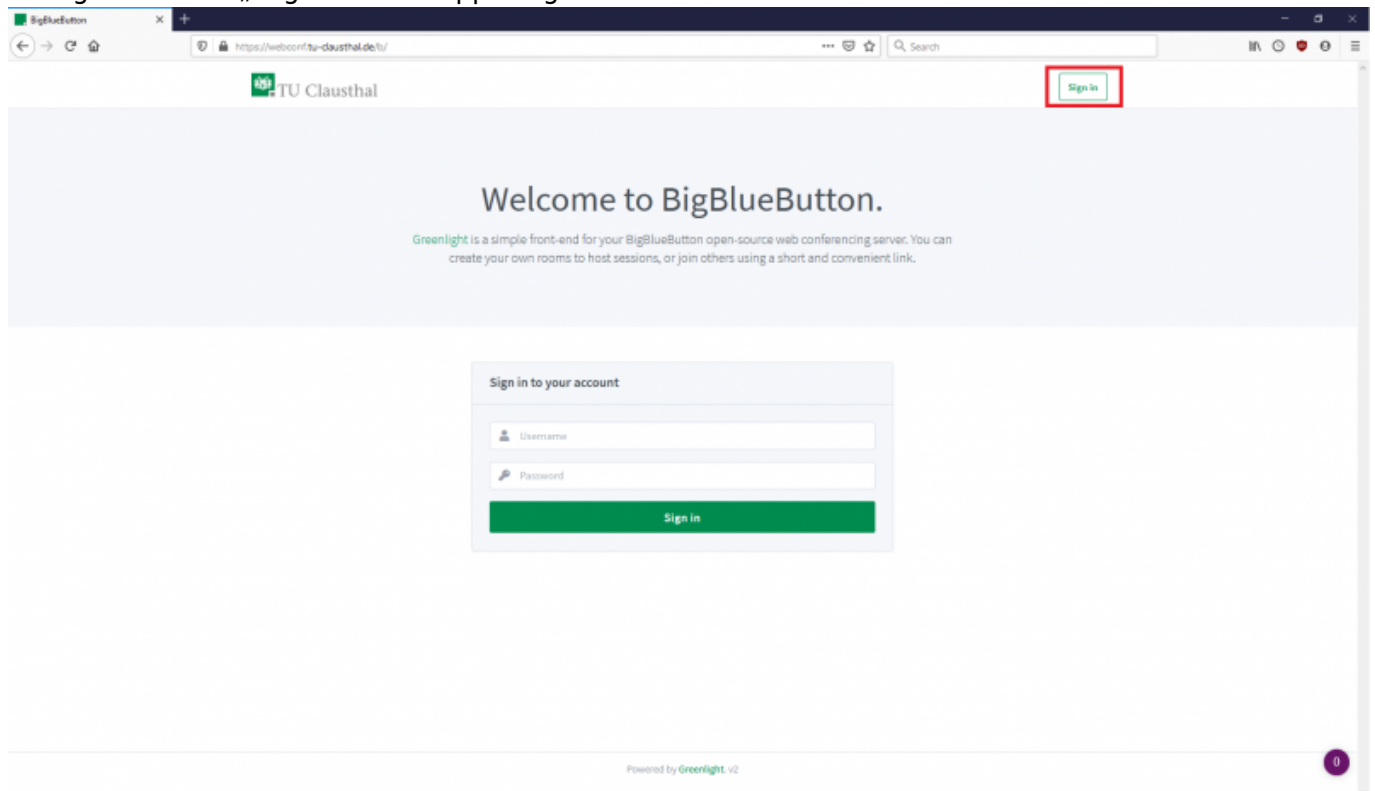 BigBlueButton
https://webconf.tu-clausthal.de/b/
Search
TU Clausthal
Sign in
Welcome to BigBlueButton.
Greenlight is a simple front-end for your BigBlueButton open-source web conferencing server. You can
create your own rooms to host sessions, or join others using a short and convenient link.
Sign in to your account
Username
Password
Sign in
Powered by Greenlight. v2
0